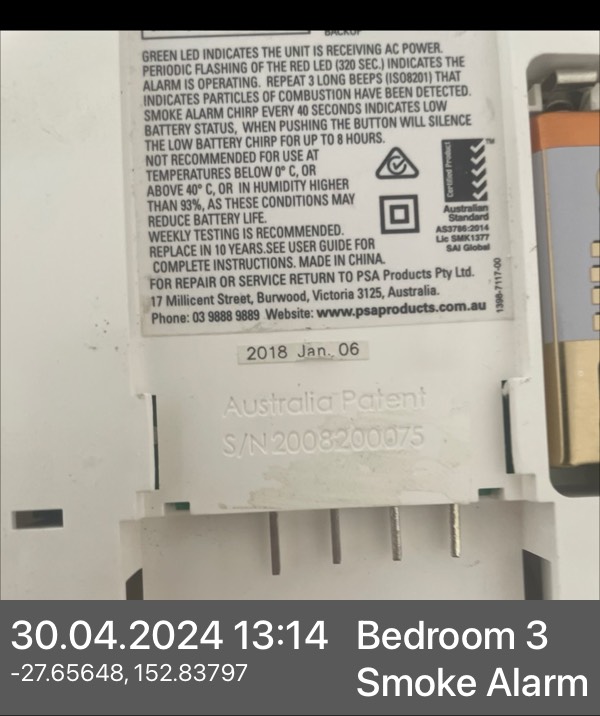 BACKUP
GREEN LED INDICATES THE UNIT IS RECEIVING AC POWER.
PERIODIC FLASHING OF THE RED LED (320 SEC.) INDICATES THE
ALARM IS OPERATING. REPEAT 3 LONG BEEPS (ISO8201) THAT
INDICATES PARTICLES OF COMBUSTION HAVE BEEN DETECTED.
SMOKE ALARM CHIRP EVERY 40 SECONDS INDICATES LOW
BATTERY STATUS, WHEN PUSHING THE BUTTON WILL SILENCE
THE LOW BATTERY CHIRP FOR UP TO 8 HOURS.
NOT RECOMMENDED FOR USE AT
TEMPERATURES BELOW 0° C, OR
ABOVE 40° C, OR IN HUMIDITY HIGHER
THAN 93%, AS THESE CONDITIONS MAY
REDUCE BATTERY LIFE.
WEEKLY TESTING IS RECOMMENDED.
REPLACE IN 10 YEARS.SEE USER GUIDE FOR
COMPLETE INSTRUCTIONS. MADE IN CHINA.
FOR REPAIR OR SERVICE RETURN TO PSA Products Pty Ltd.
17 Millicent Street, Burwood, Victoria 3125, Australia.
Phone: 03 9888 9889 Website: www.psaproducts.com.au
Certified Product
TM
Australian
Standard
AS3786:2014
Lic SMK1377
SAI Global
1398-7117-00
2018 Jan. 06
Australia Patent
S/N2008200075
30.04.2024 13:14
-27.65648, 152.83797
Bedroom 3
Smoke Alarm